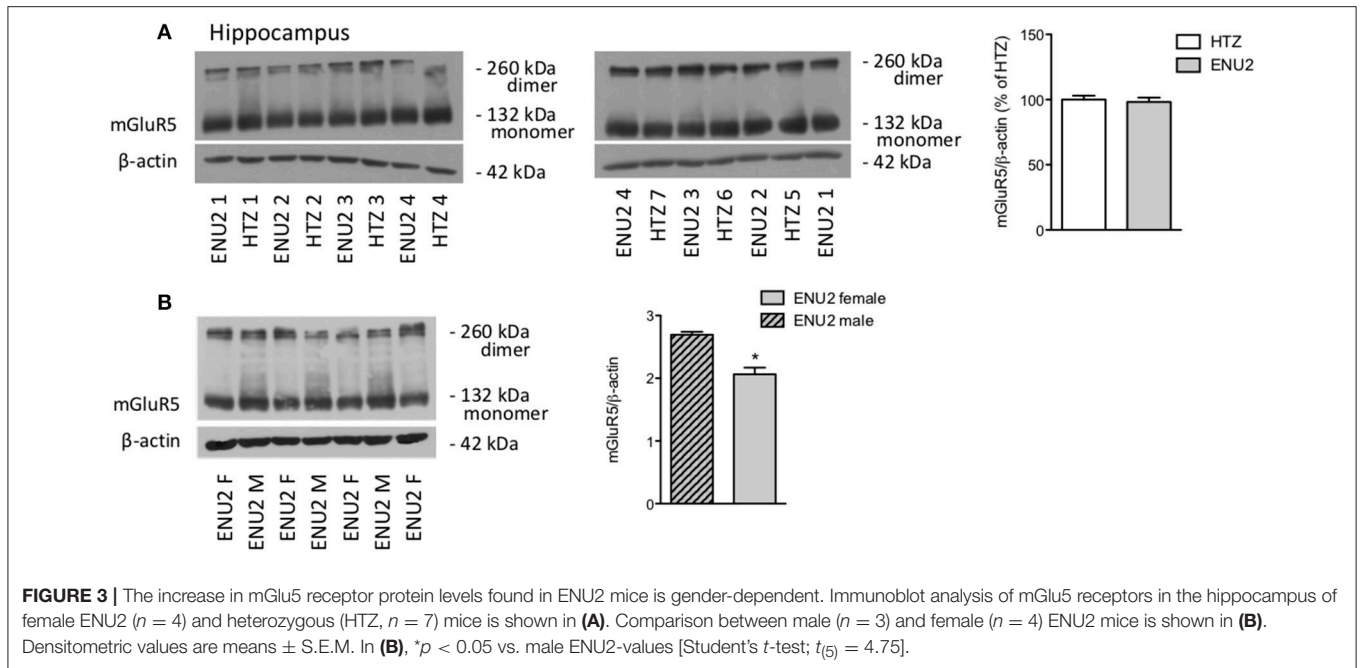 A
Hippocampus
- 260 kDa
dimer
mGluR5
- 132 kDa
monomer
β-actin
- 42 kDa
ENU2 1
HTZ 1
ENU2 2
HTZ 2
ENU2 3
HTZ 3
ENU2 4
HTZ 4
- 260 kDa
dimer
- 132 kDa
monomer
- 42 kDa
ENU2 4
HTZ 7
ENU2 3
HTZ 6
ENU2 2
HTZ 5
ENU2 1
mGluR5/β-actin (% of HTZ)
150
100
50
0
HTZ
ENU2
B
- 260 kDa
dimer
mGluR5
- 132 kDa
monomer
β-actin
- 42 kDa
ENU2 F
ENU2 M
ENU2 F
ENU2 M
ENU2 F
ENU2 M
ENU2 F
mGluR5/β-actin
3
2
1
0
*
ENU2 female
ENU2 male
FIGURE 3 | The increase in mGlu5 receptor protein levels found in ENU2 mice is gender-dependent. Immunoblot analysis of mGlu5 receptors in the hippocampus of
female ENU2 (n = 4) and heterozygous (HTZ, n = 7) mice is shown in (A). Comparison between male (n = 3) and female (n = 4) ENU2 mice is shown in (B).
Densitometric values are means ± S.E.M. In (B), *p < 0.05 vs. male ENU2-values [Student's t-test; t(5) = 4.75].